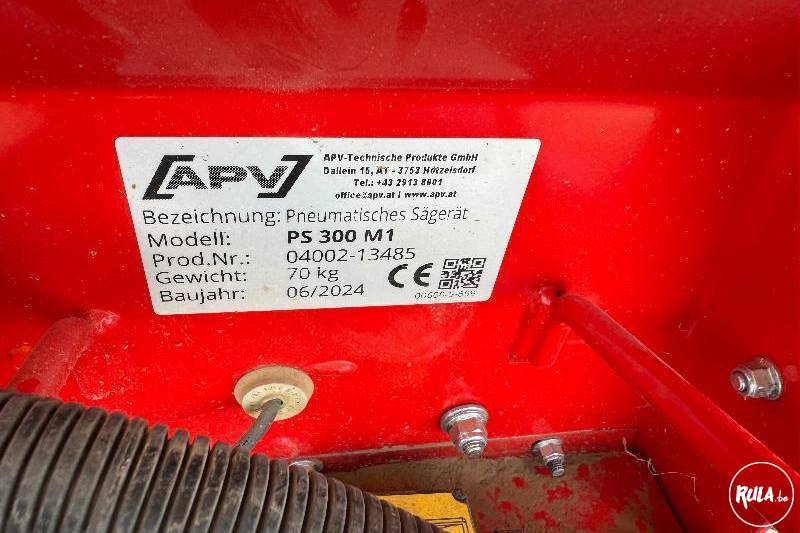 APV
APV-Technische Produkte GmbH
Dallein 15, AT - 3753 Hötzelsdorf
Tel.: +43 2913 8001
office@apv.at | www.apv.at
Bezeichnung: Pneumatisches Sägerät
Modell: PS 300 M1
Prod.Nr.: 04002-13485
Gewicht: 70 kg
Baujahr: 06/2024
CE
RULA.be